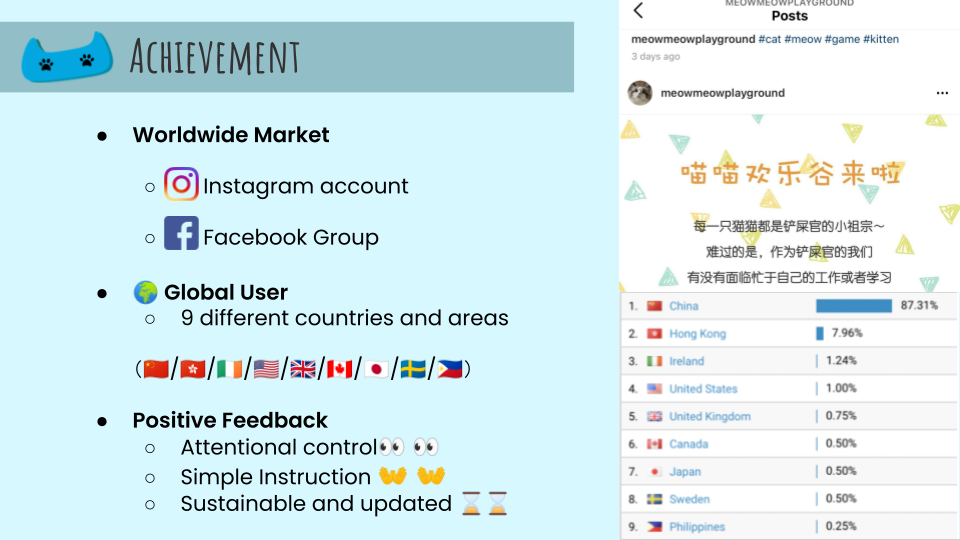 Achievement
● Worldwide Market
○ Instagram account
○ Facebook Group
● Global User
○ 9 different countries and areas
(🇨🇳/🇭🇰/🇮🇪/🇺🇸/🇬🇧/🇨🇦/🇯🇵/🇸🇪/🇵🇭)
● Positive Feedback
○ Attentional control👀 👀
○ Simple Instruction 👐 👐
○ Sustainable and updated ⌛⌛
MEOWMEOWPLAYGROUND
Posts
meowmeowplayground #cat #meow #game #kitten
3 days ago
meowmeowplayground
喵喵欢乐谷来啦
每一只猫猫都是铲屎官的小祖宗～
难过的是，作为铲屎官的我们
有没有面临忙于自己的工作或者学习
1. China 87.31%
2. Hong Kong 7.96%
3. Ireland 1.24%
4. United States 1.00%
5. United Kingdom 0.75%
6. Canada 0.50%
7. Japan 0.50%
8. Sweden 0.50%
9. Philippines 0.25%